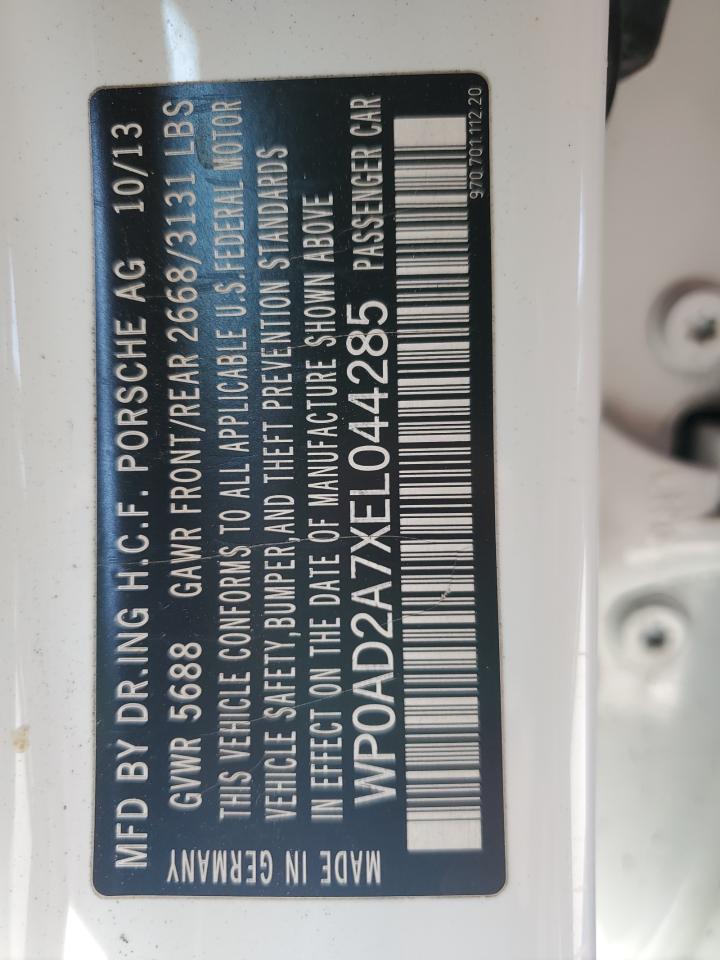 MFD BY DR.ING H.C.F. PORSCHE AG 10/13
GVWR 5688 GAWR FRONT/REAR 2668/3131 LBS
THIS VEHICLE CONFORMS TO ALL APPLICABLE U.S.FEDERAL MOTOR
VEHICLE SAFETY,BUMPER,AND THEFT PREVENTION STANDARDS
IN EFFECT ON THE DATE OF MANUFACTURE SHOWN ABOVE
WP0AD2A7XEL044285 PASSENGER CAR
970.701.112.20
MADE IN GERMANY